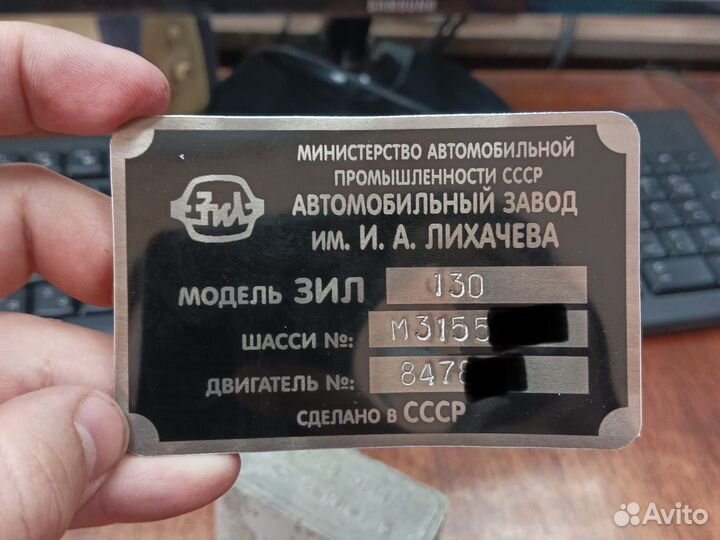 SAMSUNG
МИНИСТЕРСТВО АВТОМОБИЛЬНОЙ
ПРОМЫШЛЕННОСТИ СССР
АВТОМОБИЛЬНЫЙ ЗАВОД
ИМ. И. А. ЛИХАЧЕВА
ЗИЛ
МОДЕЛЬ ЗИЛ 130
ШАССИ №: М3155
ДВИГАТЕЛЬ №: 8478
СДЕЛАНО В СССР
Avito